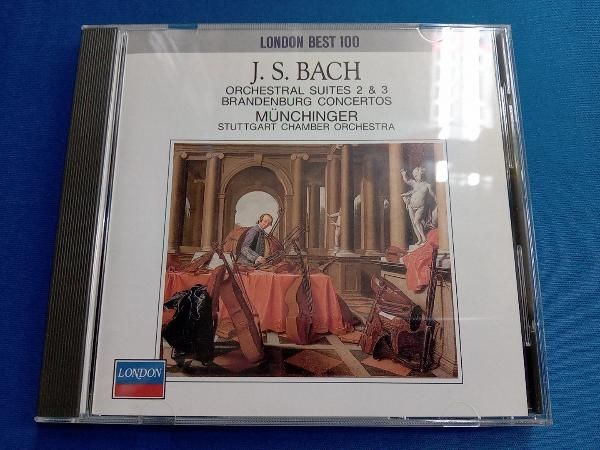 LONDON BEST 100
J. S. BACH
ORCHESTRAL SUITES 2 & 3
BRANDENBURG CONCERTOS
MÜNCHINGER
STUTTGART CHAMBER ORCHESTRA
LONDON